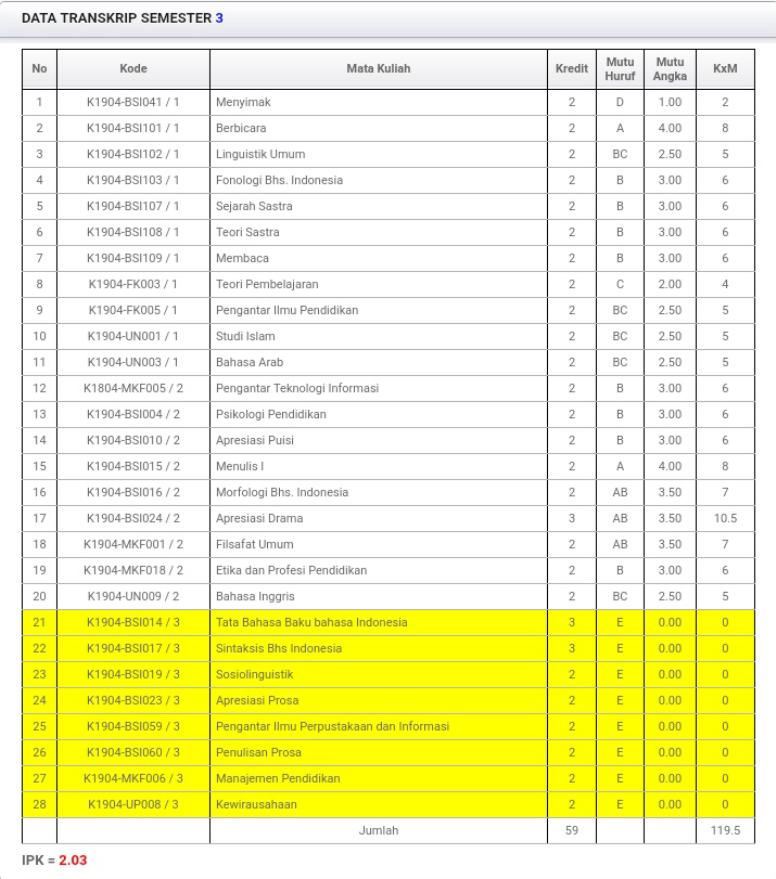 DATA TRANSKRIP SEMESTER 3
No Kode Mata Kuliah Kredit Mutu Huruf Mutu Angka KxM
1 K1904-BSI041 / 1 Menyimak 2 D 1.00 2
2 K1904-BSI101 / 1 Berbicara 2 A 4.00 8
3 K1904-BSI102 / 1 Linguistik Umum 2 BC 2.50 5
4 K1904-BSI103 / 1 Fonologi Bhs. Indonesia 2 B 3.00 6
5 K1904-BSI107 / 1 Sejarah Sastra 2 B 3.00 6
6 K1904-BSI108 / 1 Teori Sastra 2 B 3.00 6
7 K1904-BSI109 / 1 Membaca 2 B 3.00 6
8 K1904-FK003 / 1 Teori Pembelajaran 2 C 2.00 4
9 K1904-FK005 / 1 Pengantar Ilmu Pendidikan 2 BC 2.50 5
10 K1904-UN001 / 1 Studi Islam 2 BC 2.50 5
11 K1904-UN003 / 1 Bahasa Arab 2 BC 2.50 5
12 K1804-MKF005 / 2 Pengantar Teknologi Informasi 2 B 3.00 6
13 K1904-BSI004 / 2 Psikologi Pendidikan 2 B 3.00 6
14 K1904-BSI010 / 2 Apresiasi Puisi 2 B 3.00 6
15 K1904-BSI015 / 2 Menulis I 2 A 4.00 8
16 K1904-BSI016 / 2 Morfologi Bhs. Indonesia 2 AB 3.50 7
17 K1904-BSI024 / 2 Apresiasi Drama 3 AB 3.50 10.5
18 K1904-MKF001 / 2 Filsafat Umum 2 AB 3.50 7
19 K1904-MKF018 / 2 Etika dan Profesi Pendidikan 2 B 3.00 6
20 K1904-UN009 / 2 Bahasa Inggris 2 BC 2.50 5
21 K1904-BSI014 / 3 Tata Bahasa Baku bahasa Indonesia 3 E 0.00 0
22 K1904-BSI017 / 3 Sintaksis Bhs Indonesia 3 E 0.00 0
23 K1904-BSI019 / 3 Sosiolinguistik 2 E 0.00 0
24 K1904-BSI023 / 3 Apresiasi Prosa 2 E 0.00 0
25 K1904-BSI059 / 3 Pengantar Ilmu Perpustakaan dan Informasi 2 E 0.00 0
26 K1904-BSI060 / 3 Penulisan Prosa 2 E 0.00 0
27 K1904-MKF006 / 3 Manajemen Pendidikan 2 E 0.00 0
28 K1904-UP008 / 3 Kewirausahaan 2 E 0.00 0
Jumlah 59 119.5
IPK = 2.03